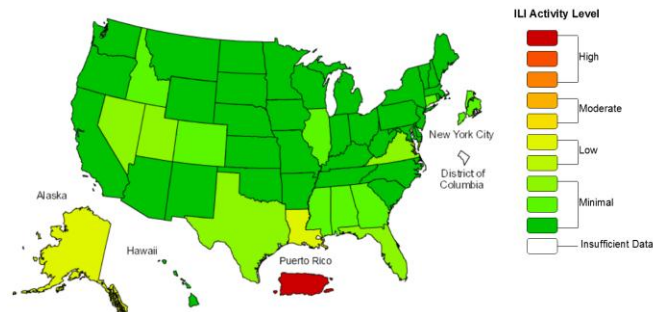 ILI Activity Level
High
Moderate
Low
Minimal
Insufficient Data
New York City
District of
Columbia
Alaska
Hawaii
Puerto Rico